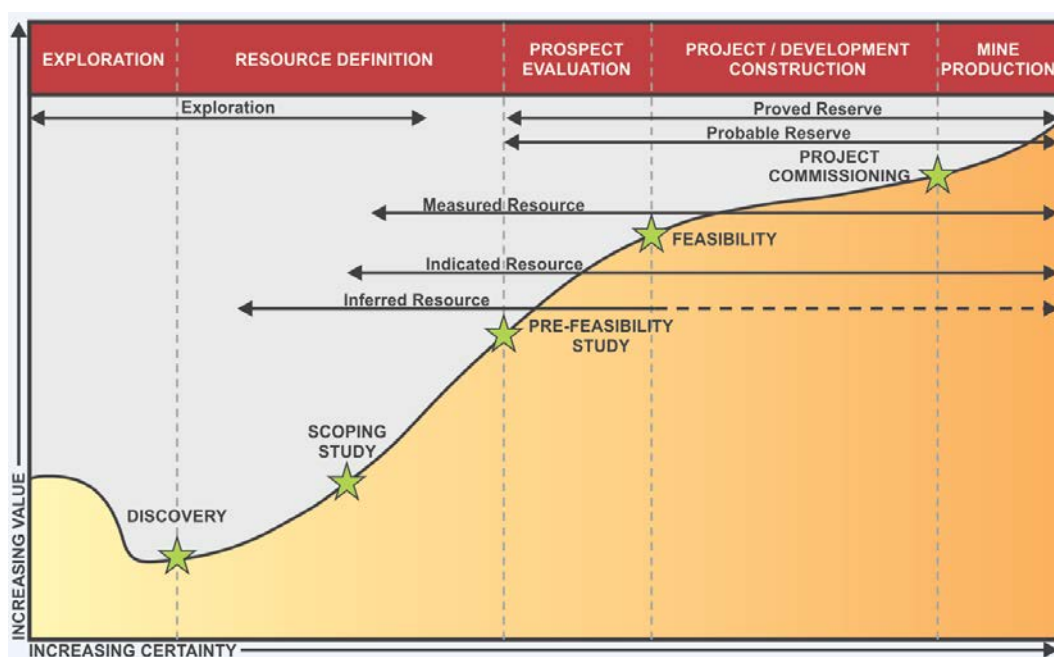 EXPLORATION
RESOURCE DEFINITION
PROSPECT
EVALUATION
PROJECT / DEVELOPMENT
CONSTRUCTION
MINE
PRODUCTION
Exploration
Proved Reserve
Probable Reserve
PROJECT
COMMISSIONING
Measured Resource
FEASIBILITY
Indicated Resource
Inferred Resource
PRE-FEASIBILITY
STUDY
SCOPING
STUDY
DISCOVERY
INCREASING VALUE
INCREASING CERTAINTY